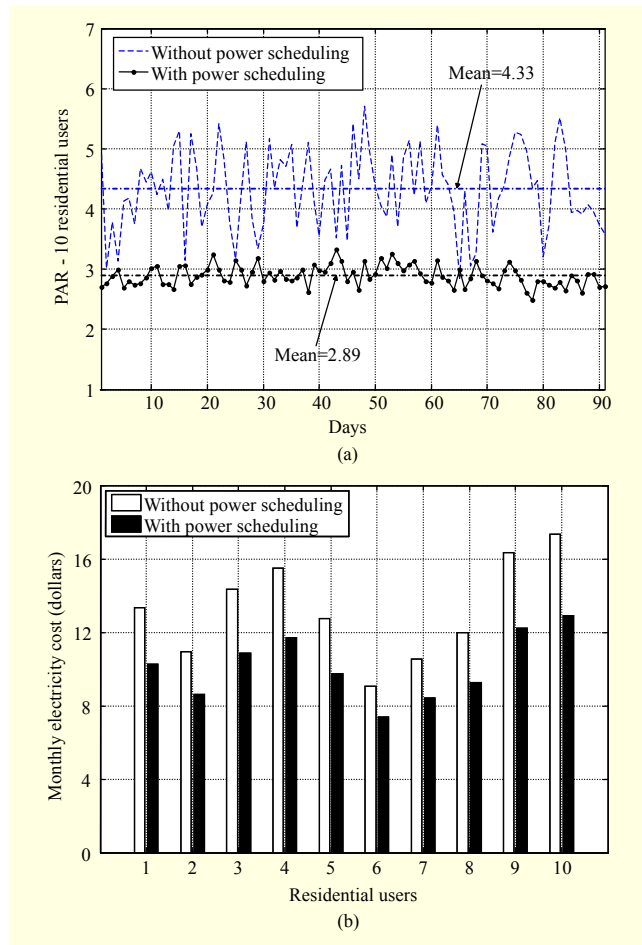 7
6
5
4
3
2
1
PAR - 10 residential users
Without power scheduling
With power scheduling
Mean=4.33
Mean=2.89
10 20 30 40 50 60 70 80 90
Days
(a)
20
16
12
8
4
0
Monthly electricity cost (dollars)
Without power scheduling
With power scheduling
1 2 3 4 5 6 7 8 9 10
Residential users
(b)